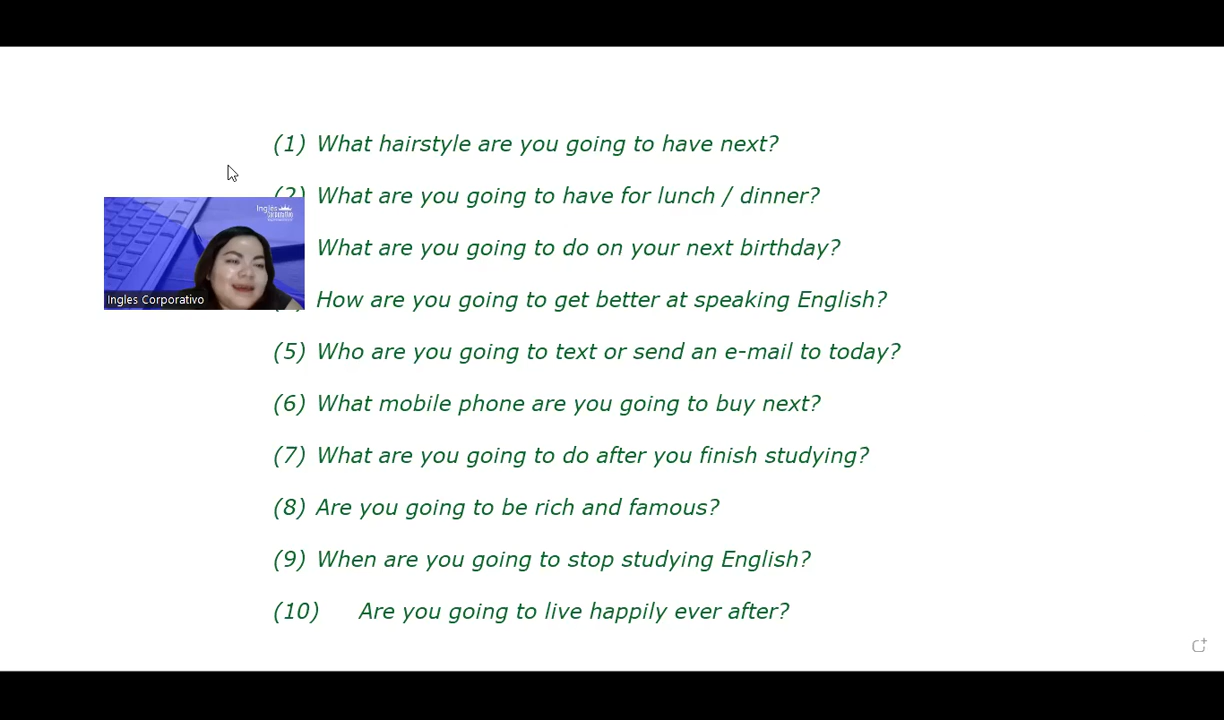 (1) What hairstyle are you going to have next?
(2) What are you going to have for lunch / dinner?
Inglés
Corporativo
What are you going to do on your next birthday?
Ingles Corporativo
How are you going to get better at speaking English?
(5) Who are you going to text or send an e-mail to today?
(6) What mobile phone are you going to buy next?
(7) What are you going to do after you finish studying?
(8) Are you going to be rich and famous?
(9) When are you going to stop studying English?
(10) Are you going to live happily ever after?